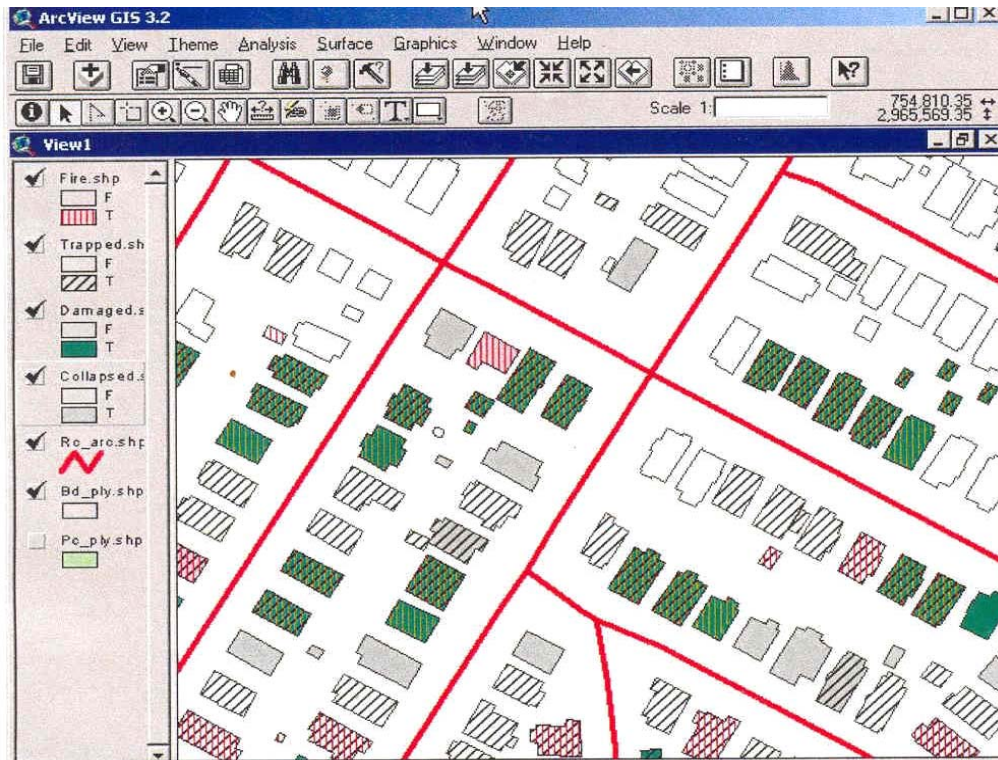 ArcView GIS 3.2
File Edit View Theme Analysis Surface Graphics Window Help
Scale 1:
754,810.35
2,965,569.35
View1
Fire.shp
F
T
Trapped.sh
F
T
Damaged.s
F
T
Collapsed.s
F
T
Rc_arc.shp
Bd_ply.shp
Pc_ply.shp